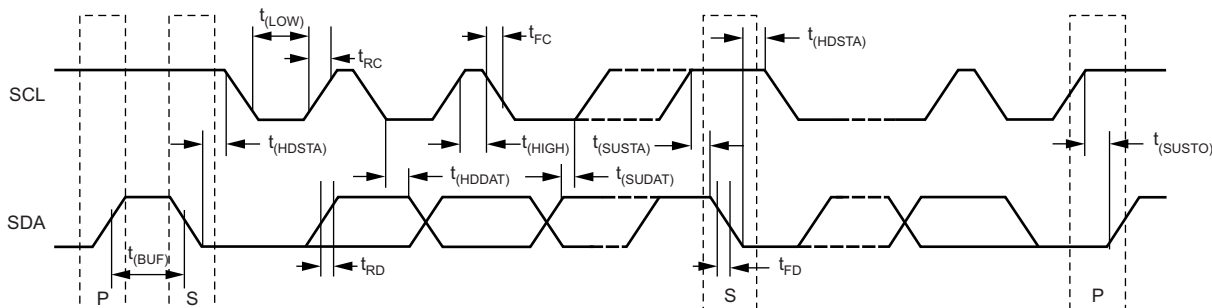 t(LOW)
tRC
tFC
t(HDSTA)
SCL
t(HDSTA)
t(HDDAT)
t(HIGH)
t(SUSTA)
t(SUDAT)
t(SUSTO)
SDA
t(BUF)
tRD
tFD
P
S
S
P